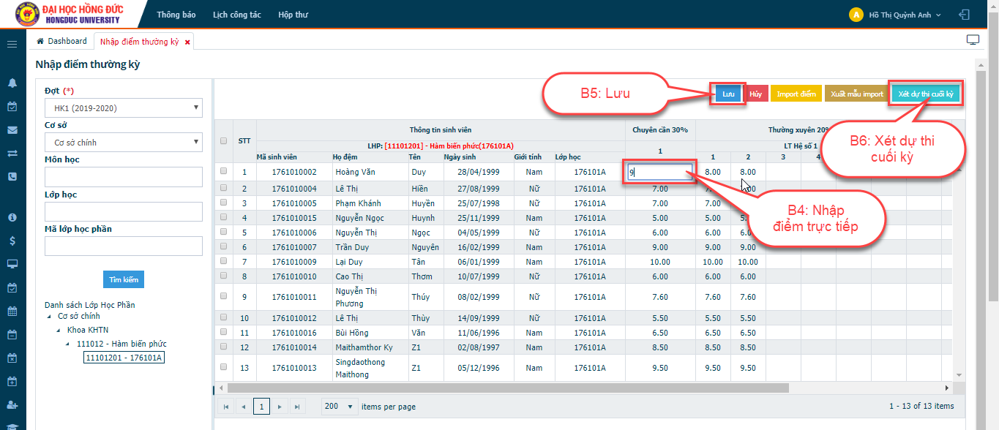 ĐẠI HỌC HỒNG ĐỨC
HONGDUC UNIVERSITY
Thông báo Lịch công tác Hộp thư
A Hồ Thị Quỳnh Anh
Dashboard Nhập điểm thường kỳ
Nhập điểm thường kỳ
Đợt (*)
HK1 (2019-2020)
Cơ sở
Cơ sở chính
Môn học
Lớp học
Mã lớp học phần
Tìm kiếm
Danh sách Lớp Học Phần
Cơ sở chính
Khoa KHTN
111012 - Hàm biến phức
11101201 - 176101A
B5: Lưu
Lưu Hủy Import điểm Xuất mẫu import Xét dự thi cuối kỳ
B6: Xét dự thi
cuối kỳ
B4: Nhập
điểm trực tiếp
STT Thông tin sinh viên Chuyên cần 30% Thường xuyên 20%
LHP: [11101201] - Hàm biến phức(176101A) 1 LT Hệ số 1
Mã sinh viên Họ đệm Tên Ngày sinh Giới tính Lớp học 1 2 3 4
1 1761010002 Hoàng Văn Duy 28/04/1999 Nam 176101A 9 8.00 8.00
2 1761010004 Lê Thị Hiền 27/08/1999 Nữ 176101A 7.00
3 1761010005 Phạm Khánh Huyền 25/07/1998 Nữ 176101A 7.00 7.00
4 1761010015 Nguyễn Ngọc Huynh 25/11/1999 Nam 176101A 5.00 5.00
5 1761010006 Nguyễn Thị Ngọc 04/05/1999 Nữ 176101A 6.00 6.00
6 1761010007 Trần Duy Nguyên 16/02/1999 Nam 176101A 9.00 9.00 9.00
7 1761010009 Lại Duy Tân 06/01/1999 Nam 176101A 10.00 10.00 10.00
8 1761010010 Cao Thị Thơm 10/07/1999 Nữ 176101A 6.00 6.00 6.00
9 1761010011 Nguyễn Thị Phương Thúy 08/02/1999 Nữ 176101A 7.60 7.60 7.60
10 1761010012 Lê Thị Thùy 14/09/1999 Nữ 176101A 5.50 5.50 5.50
11 1761010016 Bùi Hồng Văn 11/06/1996 Nam 176101A 6.50 6.50 6.50
12 1761010014 Maithamthor Ky Z1 02/08/1997 Nam 176101A 8.50 8.50 8.50
13 1761010013 Singdaothong Maithong Z1 05/12/1996 Nam 176101A 9.50 9.50 9.50
1 200 items per page 1 - 13 of 13 items